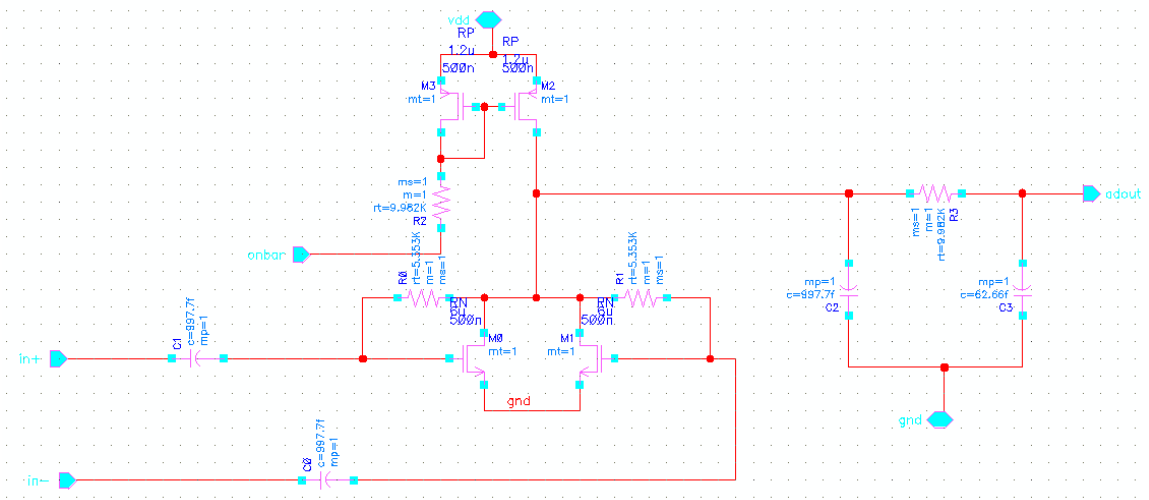 vdd
RP
RP
1.2u
1.2u
500n
500n
M3
M2
mt=1
mt=1
ms=1
m=1
rt=9.982K
R2
onbar
R0
rt=5.353K
m=1
ms=1
R1
rt=5.353K
m=1
ms=1
RN
6u
500n
RN
6u
500n
M0
mt=1
M1
mt=1
gnd
in+
C1
c=997.7f
mp=1
in-
C0
c=997.7f
mp=1
ms=1
m=1
rt=9.982K
R3
adout
mp=1
c=997.7f
C2
mp=1
c=62.66f
C3
gnd